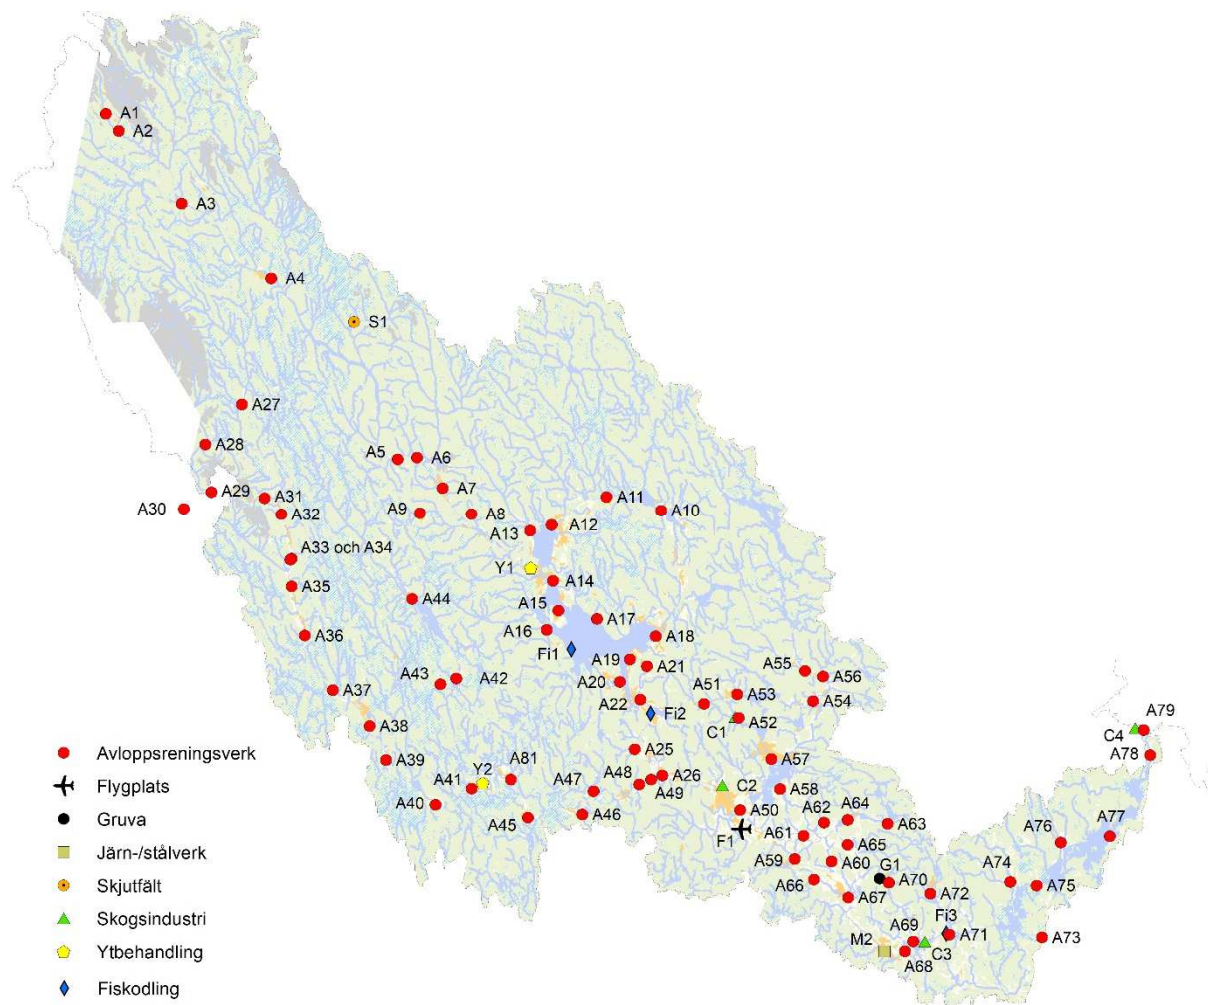 A1
A2
A3
A4
S1
A27
A28
A5
A6
A7
A29
A31
A30
A32
A9
A8
A11
A10
A13
A12
A33 och A34
Y1
A14
A35
A44
A15
A17
A16
A18
A36
Fi1
A19
A21
A55
A56
A43
A42
A20
A37
A51
A53
A54
A22
Fi2
A52
C1
A38
A79
C4
A78
A25
A57
A39
Y2
A81
A41
A47
A48
A26
A49
C2
A58
A40
A45
A46
A50
F1
A62
A64
A63
A61
A65
A76
A77
A59
A60
G1
A66
A70
A67
A72
A74
A75
Fi3
M2
A69
A71
C3
A68
A73
Avloppsreningsverk
Flygplats
Gruva
Järn-/stålverk
Skjutfält
Skogsindustri
Ytbehandling
Fiskodling